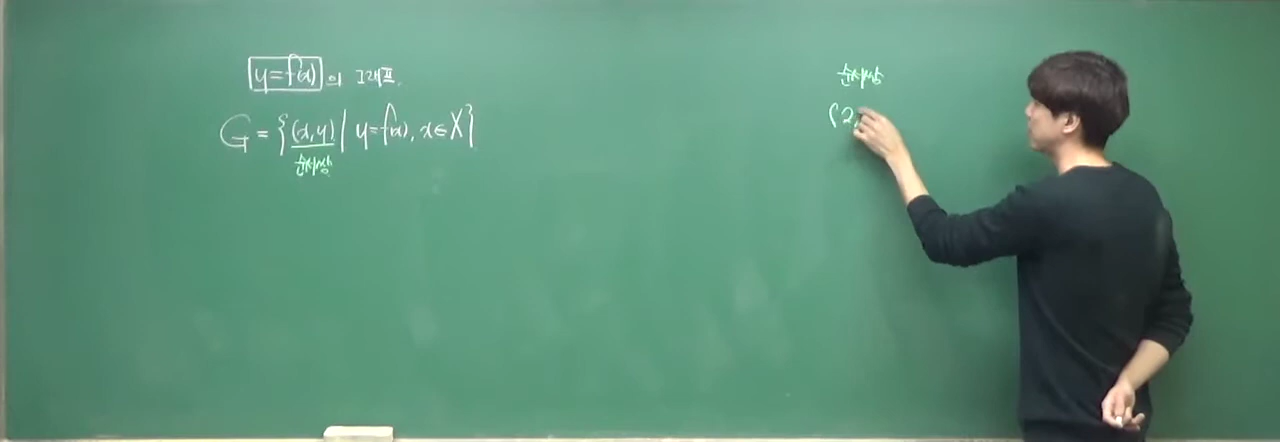 y=f(x) 의 그래프.
G = {(x,y) | y=f(x), x∈X}
순서쌍
순서쌍
(2,